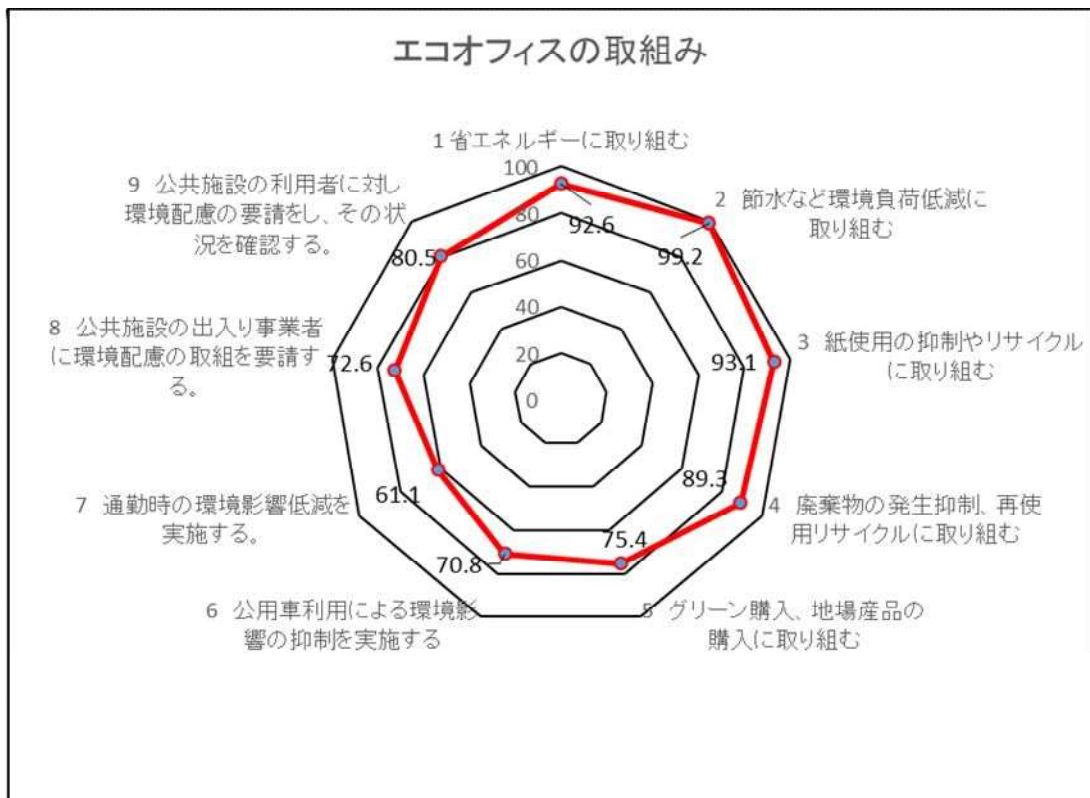 エコオフィスの取組み
1 省エネルギーに取り組む
100
80
60
40
20
0
92.6
2 節水など環境負荷低減に
取り組む
99.2
3 紙使用の抑制やリサイクル
に取り組む
93.1
4 廃棄物の発生抑制、再使
用リサイクルに取り組む
89.3
5 グリーン購入、地場産品の
購入に取り組む
75.4
6 公用車利用による環境影
響の抑制を実施する
70.8
7 通勤時の環境影響低減を
実施する。
61.1
8 公共施設の出入り事業者
に環境配慮の取組を要請す
る。
72.6
9 公共施設の利用者に対し
環境配慮の要請をし、その状
況を確認する。
80.5